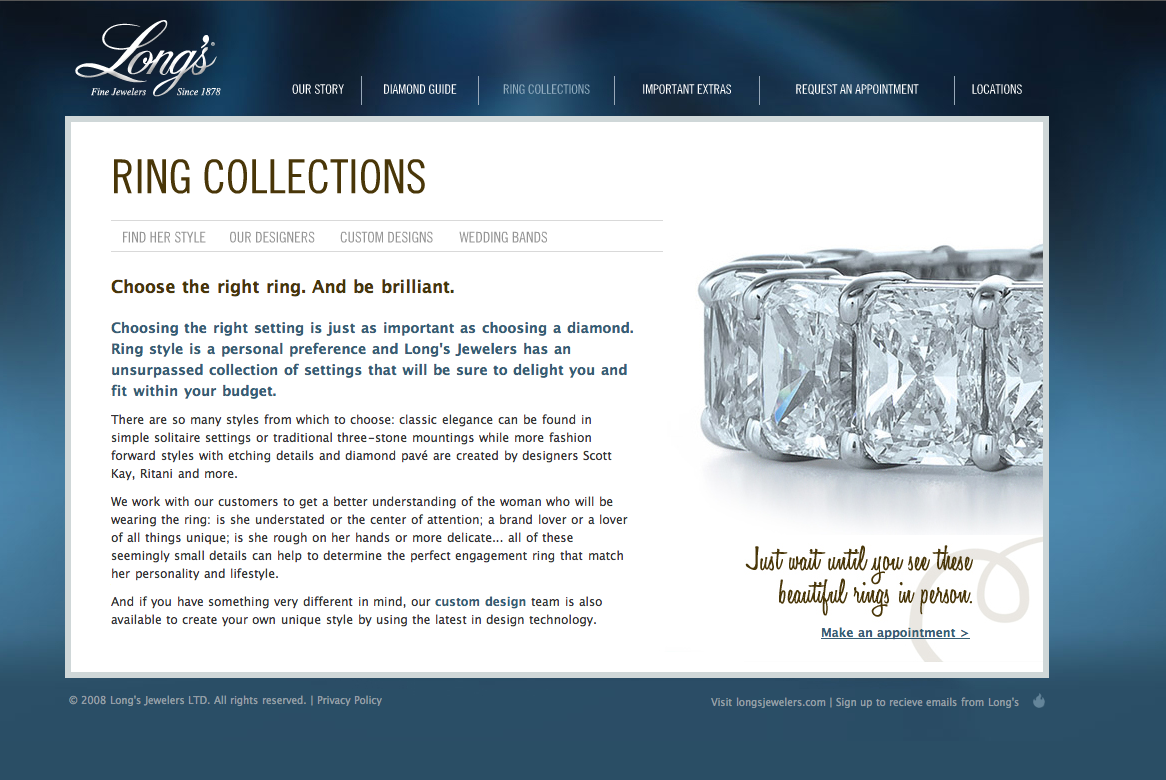 Long's®
Fine Jewelers Since 1878
OUR STORY
DIAMOND GUIDE
RING COLLECTIONS
IMPORTANT EXTRAS
REQUEST AN APPOINTMENT
LOCATIONS
RING COLLECTIONS
FIND HER STYLE
OUR DESIGNERS
CUSTOM DESIGNS
WEDDING BANDS
Choose the right ring. And be brilliant.
Choosing the right setting is just as important as choosing a diamond.
Ring style is a personal preference and Long's Jewelers has an
unsurpassed collection of settings that will be sure to delight you and
fit within your budget.
There are so many styles from which to choose: classic elegance can be found in
simple solitaire settings or traditional three-stone mountings while more fashion
forward styles with etching details and diamond pavé are created by designers Scott
Kay, Ritani and more.
We work with our customers to get a better understanding of the woman who will be
wearing the ring: is she understated or the center of attention; a brand lover or a lover
of all things unique; is she rough on her hands or more delicate... all of these
seemingly small details can help to determine the perfect engagement ring that match
her personality and lifestyle.
And if you have something very different in mind, our custom design team is also
available to create your own unique style by using the latest in design technology.
Just wait until you see these
beautiful rings in person.
Make an appointment >
© 2008 Long's Jewelers LTD. All rights reserved. | Privacy Policy
Visit longsjewelers.com | Sign up to recieve emails from Long's